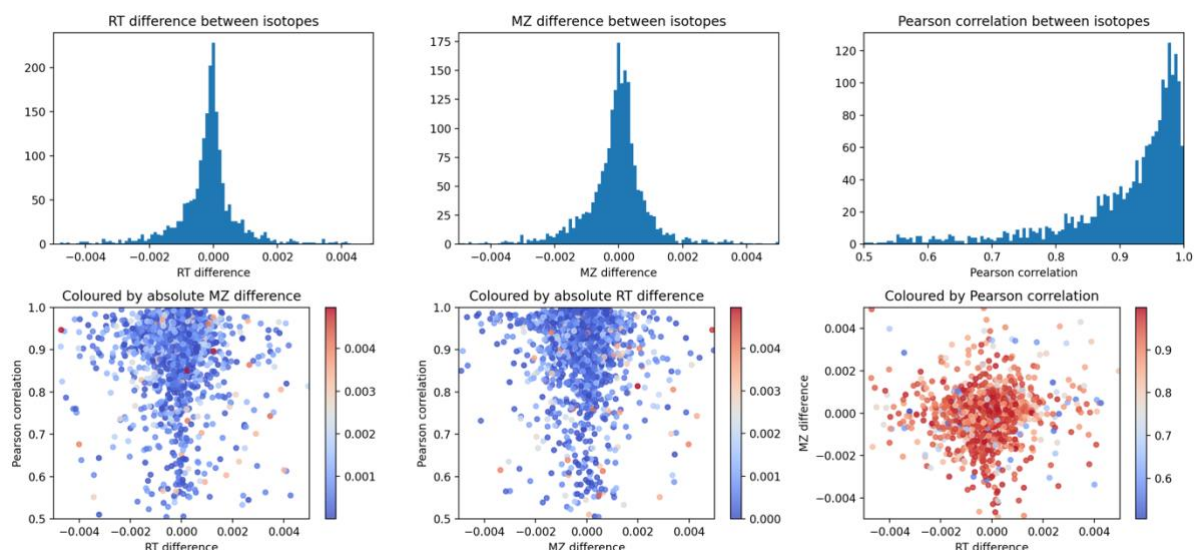 RT difference between isotopes
200
150
100
50
0
−0.004 −0.002 0.000 0.002 0.004
RT difference
MZ difference between isotopes
175
150
125
100
75
50
25
0
−0.004 −0.002 0.000 0.002 0.004
MZ difference
Pearson correlation between isotopes
120
100
80
60
40
20
0
0.5 0.6 0.7 0.8 0.9 1.0
Pearson correlation
Coloured by absolute MZ difference
1.0
0.9
0.8
0.7
0.6
0.5
Pearson correlation
−0.004 −0.002 0.000 0.002 0.004
RT difference
0.004
0.003
0.002
0.001
Coloured by absolute RT difference
1.0
0.9
0.8
0.7
0.6
0.5
Pearson correlation
−0.004 −0.002 0.000 0.002 0.004
MZ difference
0.004
0.003
0.002
0.001
0.000
Coloured by Pearson correlation
0.004
0.002
0.000
−0.002
−0.004
MZ difference
−0.004 −0.002 0.000 0.002 0.004
RT difference
0.9
0.8
0.7
0.6